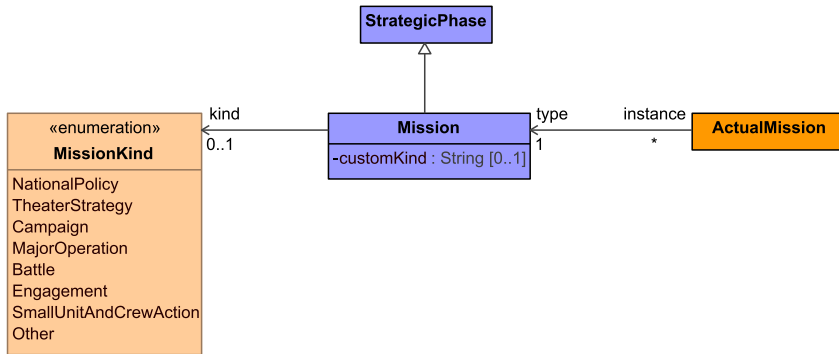 StrategicPhase
kind
type
instance
«enumeration»
MissionKind
Mission
ActualMission
0..1
1
*
-customKind : String [0..1]
NationalPolicy
TheaterStrategy
Campaign
MajorOperation
Battle
Engagement
SmallUnitAndCrewAction
Other